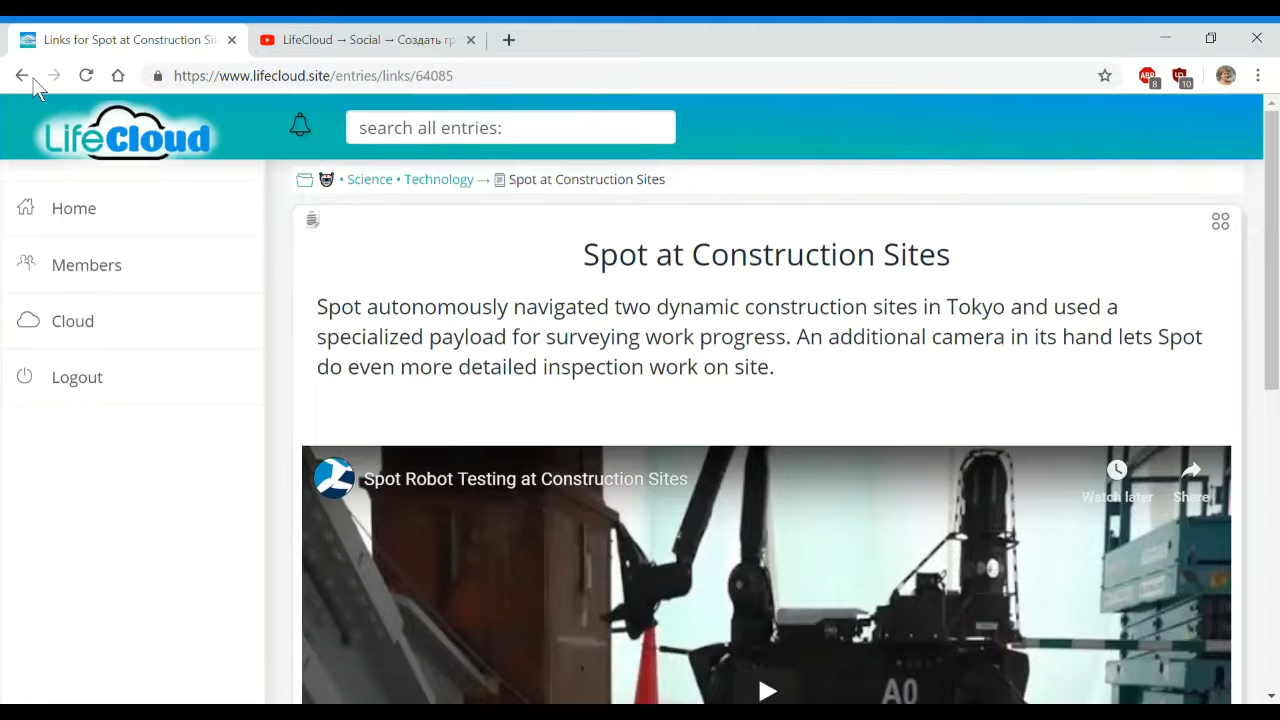 Links for Spot at Construction Sit
LifeCloud → Social → Создать гр
https://www.lifecloud.site/entries/links/64085
ABP
8
10
LifeCloud
search all entries:
• Science • Technology → Spot at Construction Sites
Home
Members
Cloud
Logout
Spot at Construction Sites
Spot autonomously navigated two dynamic construction sites in Tokyo and used a
specialized payload for surveying work progress. An additional camera in its hand lets Spot
do even more detailed inspection work on site.
Spot Robot Testing at Construction Sites
Watch later
Share
A0